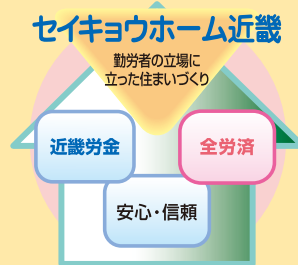 セイキョウホーム近畿
勤労者の立場に
立った住まいづくり
近畿労金
全労済
安心・信頼